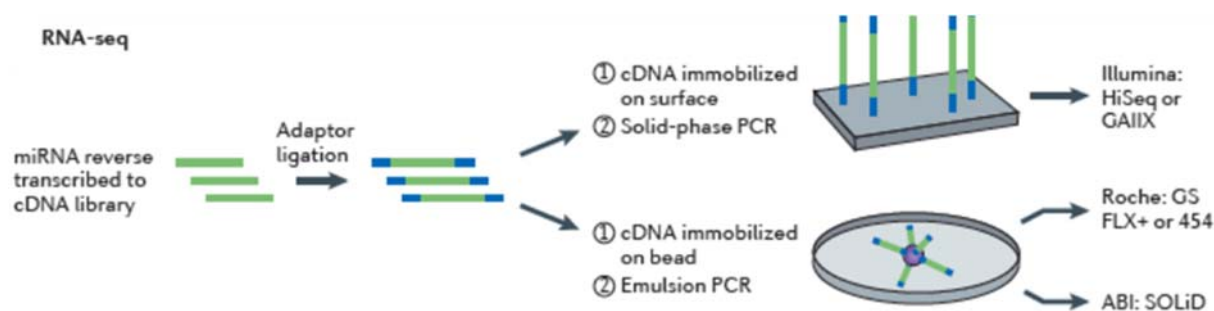 RNA-seq
miRNA reverse
transcribed to
cDNA library
Adaptor
ligation
① cDNA immobilized
on surface
② Solid-phase PCR
Illumina:
HiSeq or
GAIIX
① cDNA immobilized
on bead
② Emulsion PCR
Roche: GS
FLX+ or 454
ABI: SOLiD